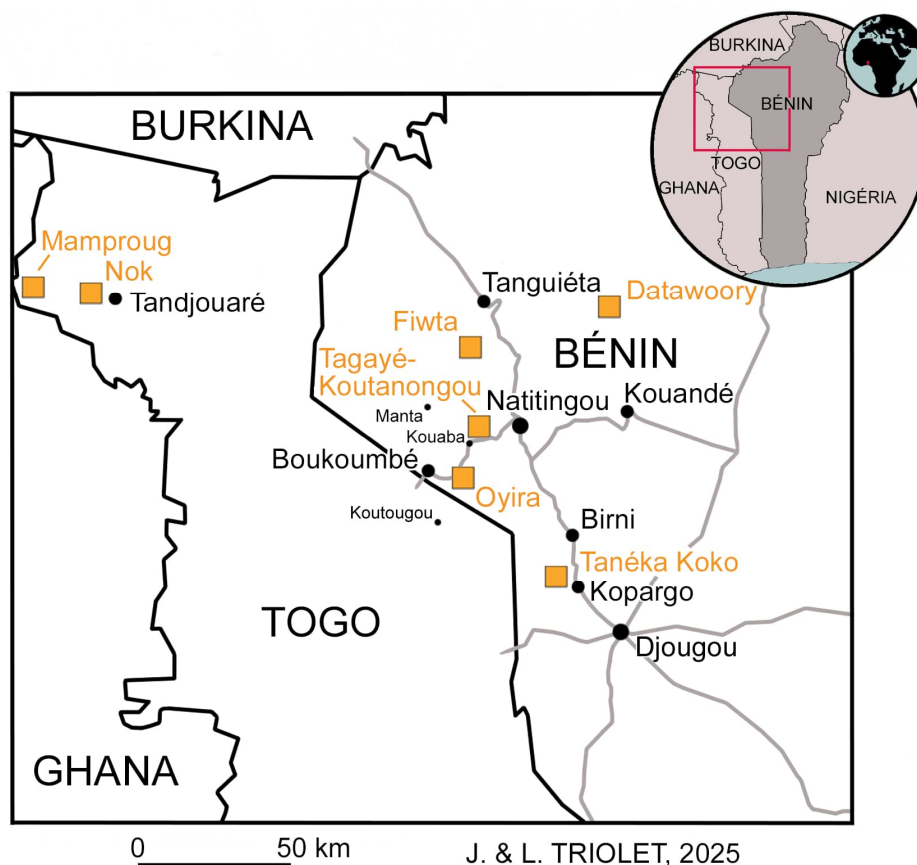 BURKINA
BÉNIN
TOGO
GHANA
NIGÉRIA
BURKINA
Mamproug
Nok
Tandjouaré
Tanguiéta
Datawoory
Fiwta
BÉNIN
Tagayé-
Koutanongou
Natitingou
Kouandé
Manta
Kouaba
Boukoumbé
Oyira
Koutougou
Birni
Tanéka Koko
Kopargo
TOGO
Djougou
GHANA
0 50 km
J. & L. TRIOLET, 2025